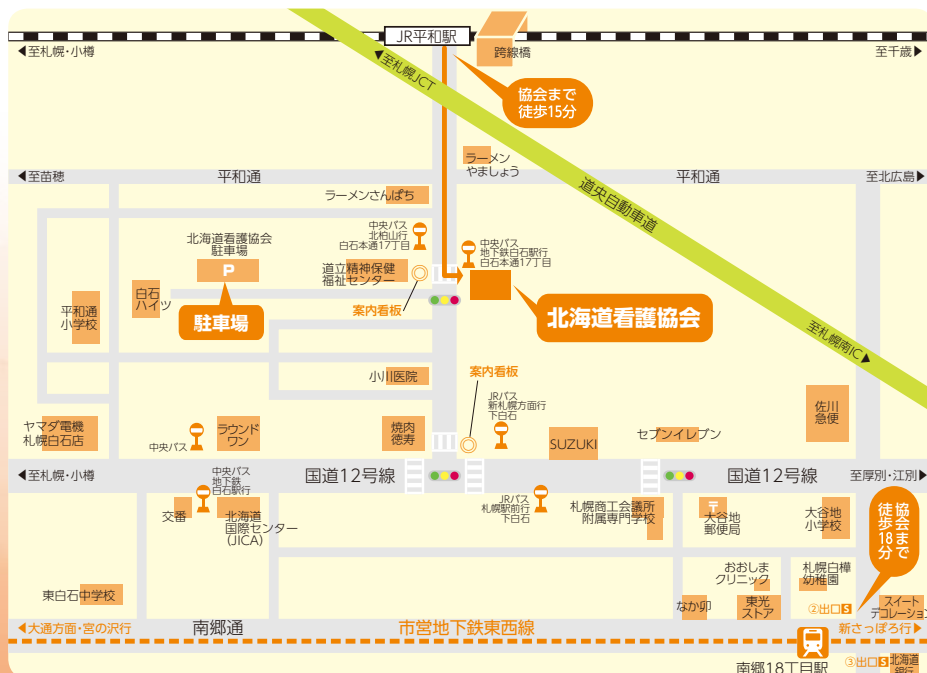 JR平和駅
跨線橋
◀至札幌・小樽
至千歳▶
◀至札幌JCT
協会まで
徒歩15分
ラーメン
やましょう
◀至苗穂
平和通
平和通
至北広島▶
道央自動車道
ラーメンさんぱち
中央バス
北柏山行
白石本通17丁目
北海道看護協会
駐車場
P
中央バス
地下鉄白石駅行
白石本通17丁目
道立精神保健
福祉センター
白石
ハイツ
平和通
小学校
駐車場
案内看板
北海道看護協会
至札幌南IC▶
小川医院
案内看板
JRバス
新札幌方面行
下白石
佐川
急便
ヤマダ電機
札幌白石店
中央バス
ラウンド
ワン
焼肉
徳寿
SUZUKI
セブンイレブン
◀至札幌・小樽
国道12号線
国道12号線
至厚別・江別▶
中央バス
地下鉄
白石駅行
交番
北海道
国際センター
(JICA)
JRバス
札幌駅前行
下白石
札幌商工会議所
附属専門学校
〒
大谷地
郵便局
大谷地
小学校
協会まで
徒歩18分
おおしま
クリニック
札幌白樺
幼稚園
東白石中学校
なか卯
東光
ストア
②出口S
スイート
デコレーション
◀大通方面・宮の沢行
南郷通
市営地下鉄東西線
新さっぽろ行▶
南郷18丁目駅
③出口S
北海道
銀行